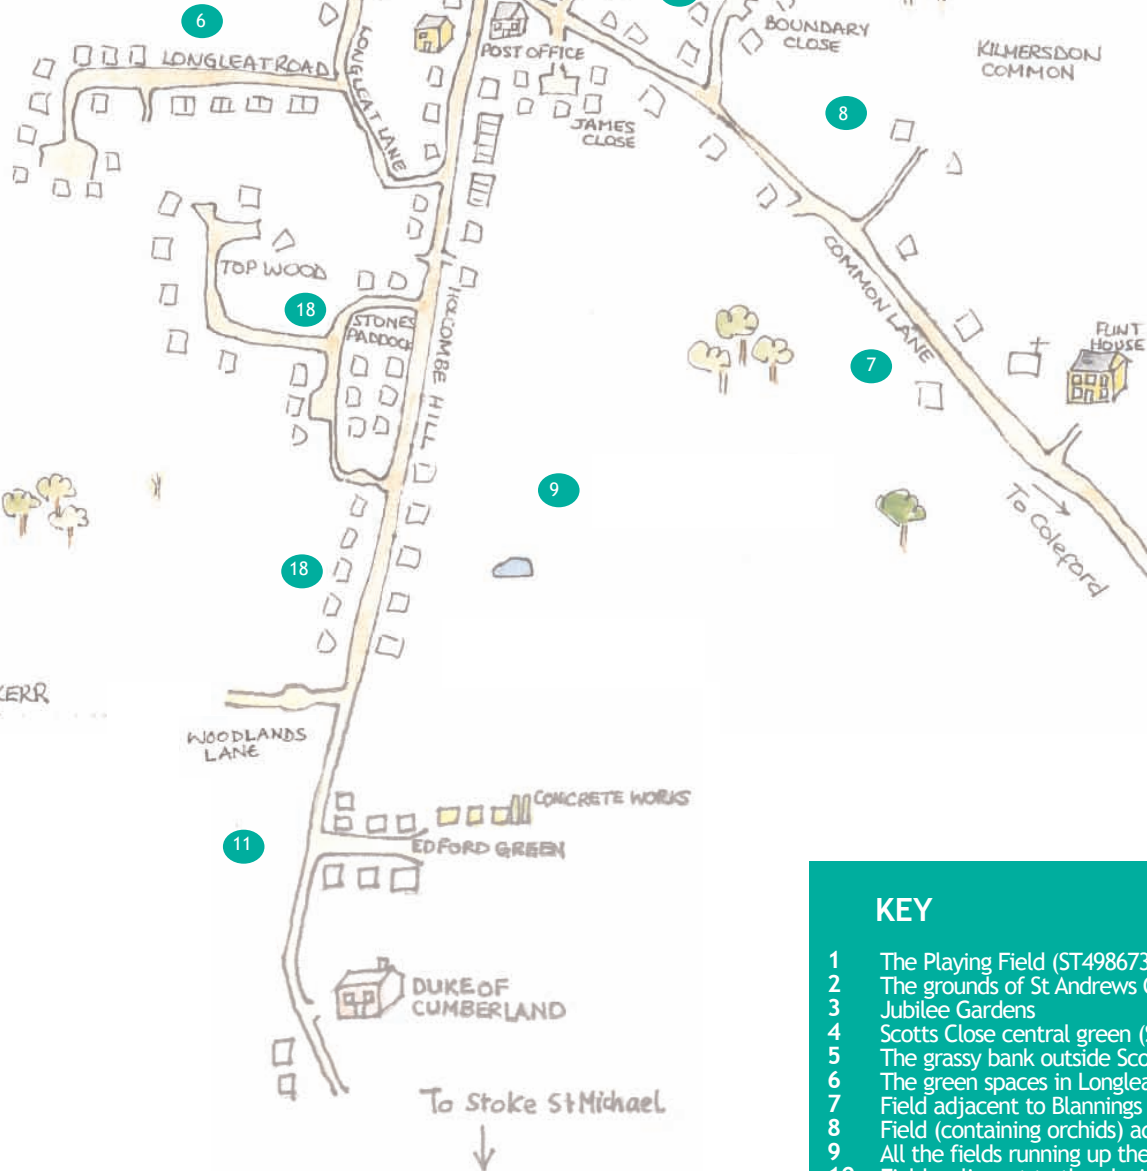 6
LONGLEAT ROAD
LONGLEAT LANE
POST OFFICE
BOUNDARY
CLOSE
KILMERSDON
COMMON
8
JAMES
CLOSE
TOP WOOD
18
STONES
PADDOCK
HOLCOMBE HILL
COMMON LANE
7
FLINT
HOUSE
9
To Coleford
18
KERR
WOODLANDS
LANE
11
CONCRETE WORKS
EDFORD GREEN
DUKE OF
CUMBERLAND
To Stoke St Michael
KEY
1 The Playing Field (ST498673
2 The grounds of St Andrews
3 Jubilee Gardens
4 Scotts Close central green
5 The grassy bank outside
6 The green spaces in
7 Field adjacent to Blannings
8 Field (containing orchids)
9 All the fields running up the